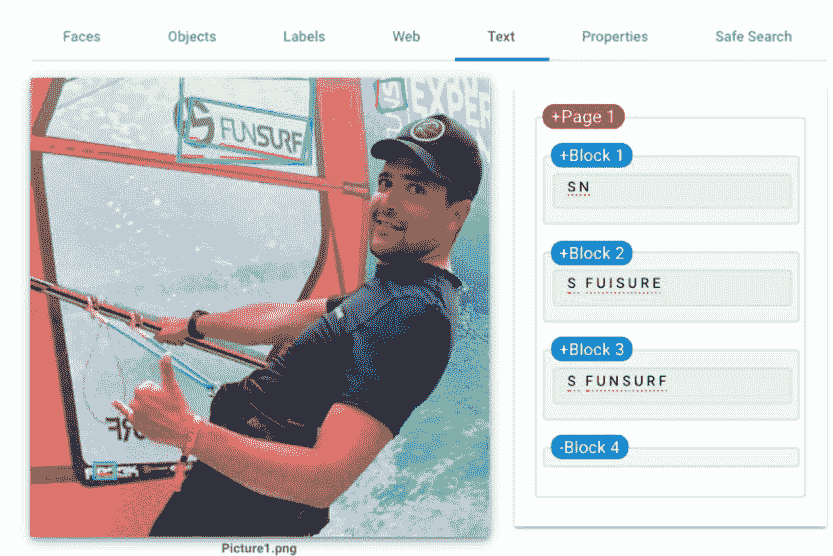 Faces Objects Labels Web Text Properties Safe Search
FUNSURF
EXPER
+Page 1
+Block 1
SN
+Block 2
S FUISURE
+Block 3
S FUNSURF
-Block 4
Picture1.png